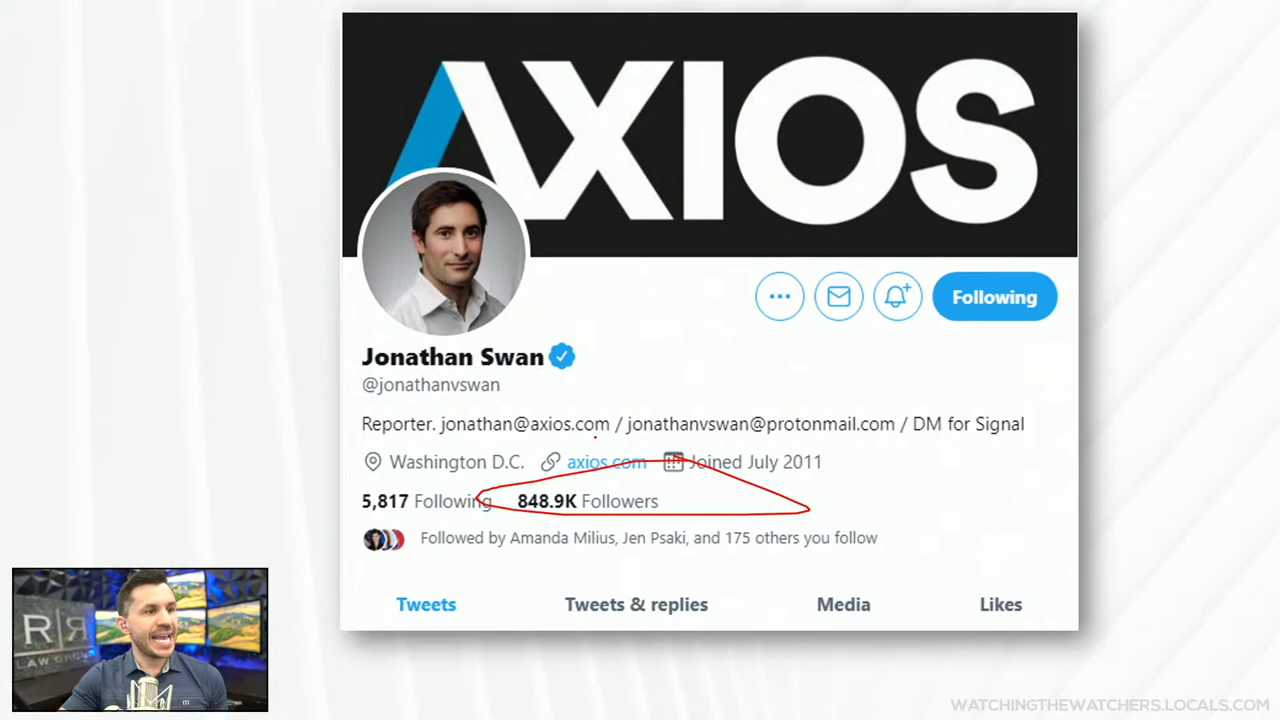 AXIOS
Following
Jonathan Swan
@jonathanvswan
Reporter. jonathan@axios.com / jonathanvswan@protonmail.com / DM for Signal
Washington D.C. axios.com Joined July 2011
5,817 Following 848.9K Followers
Followed by Amanda Milius, Jen Psaki, and 175 others you follow
Tweets Tweets & replies Media Likes
R R
LAW GROUP
WATCHINGTHEWATCHERS.LOCALS.COM